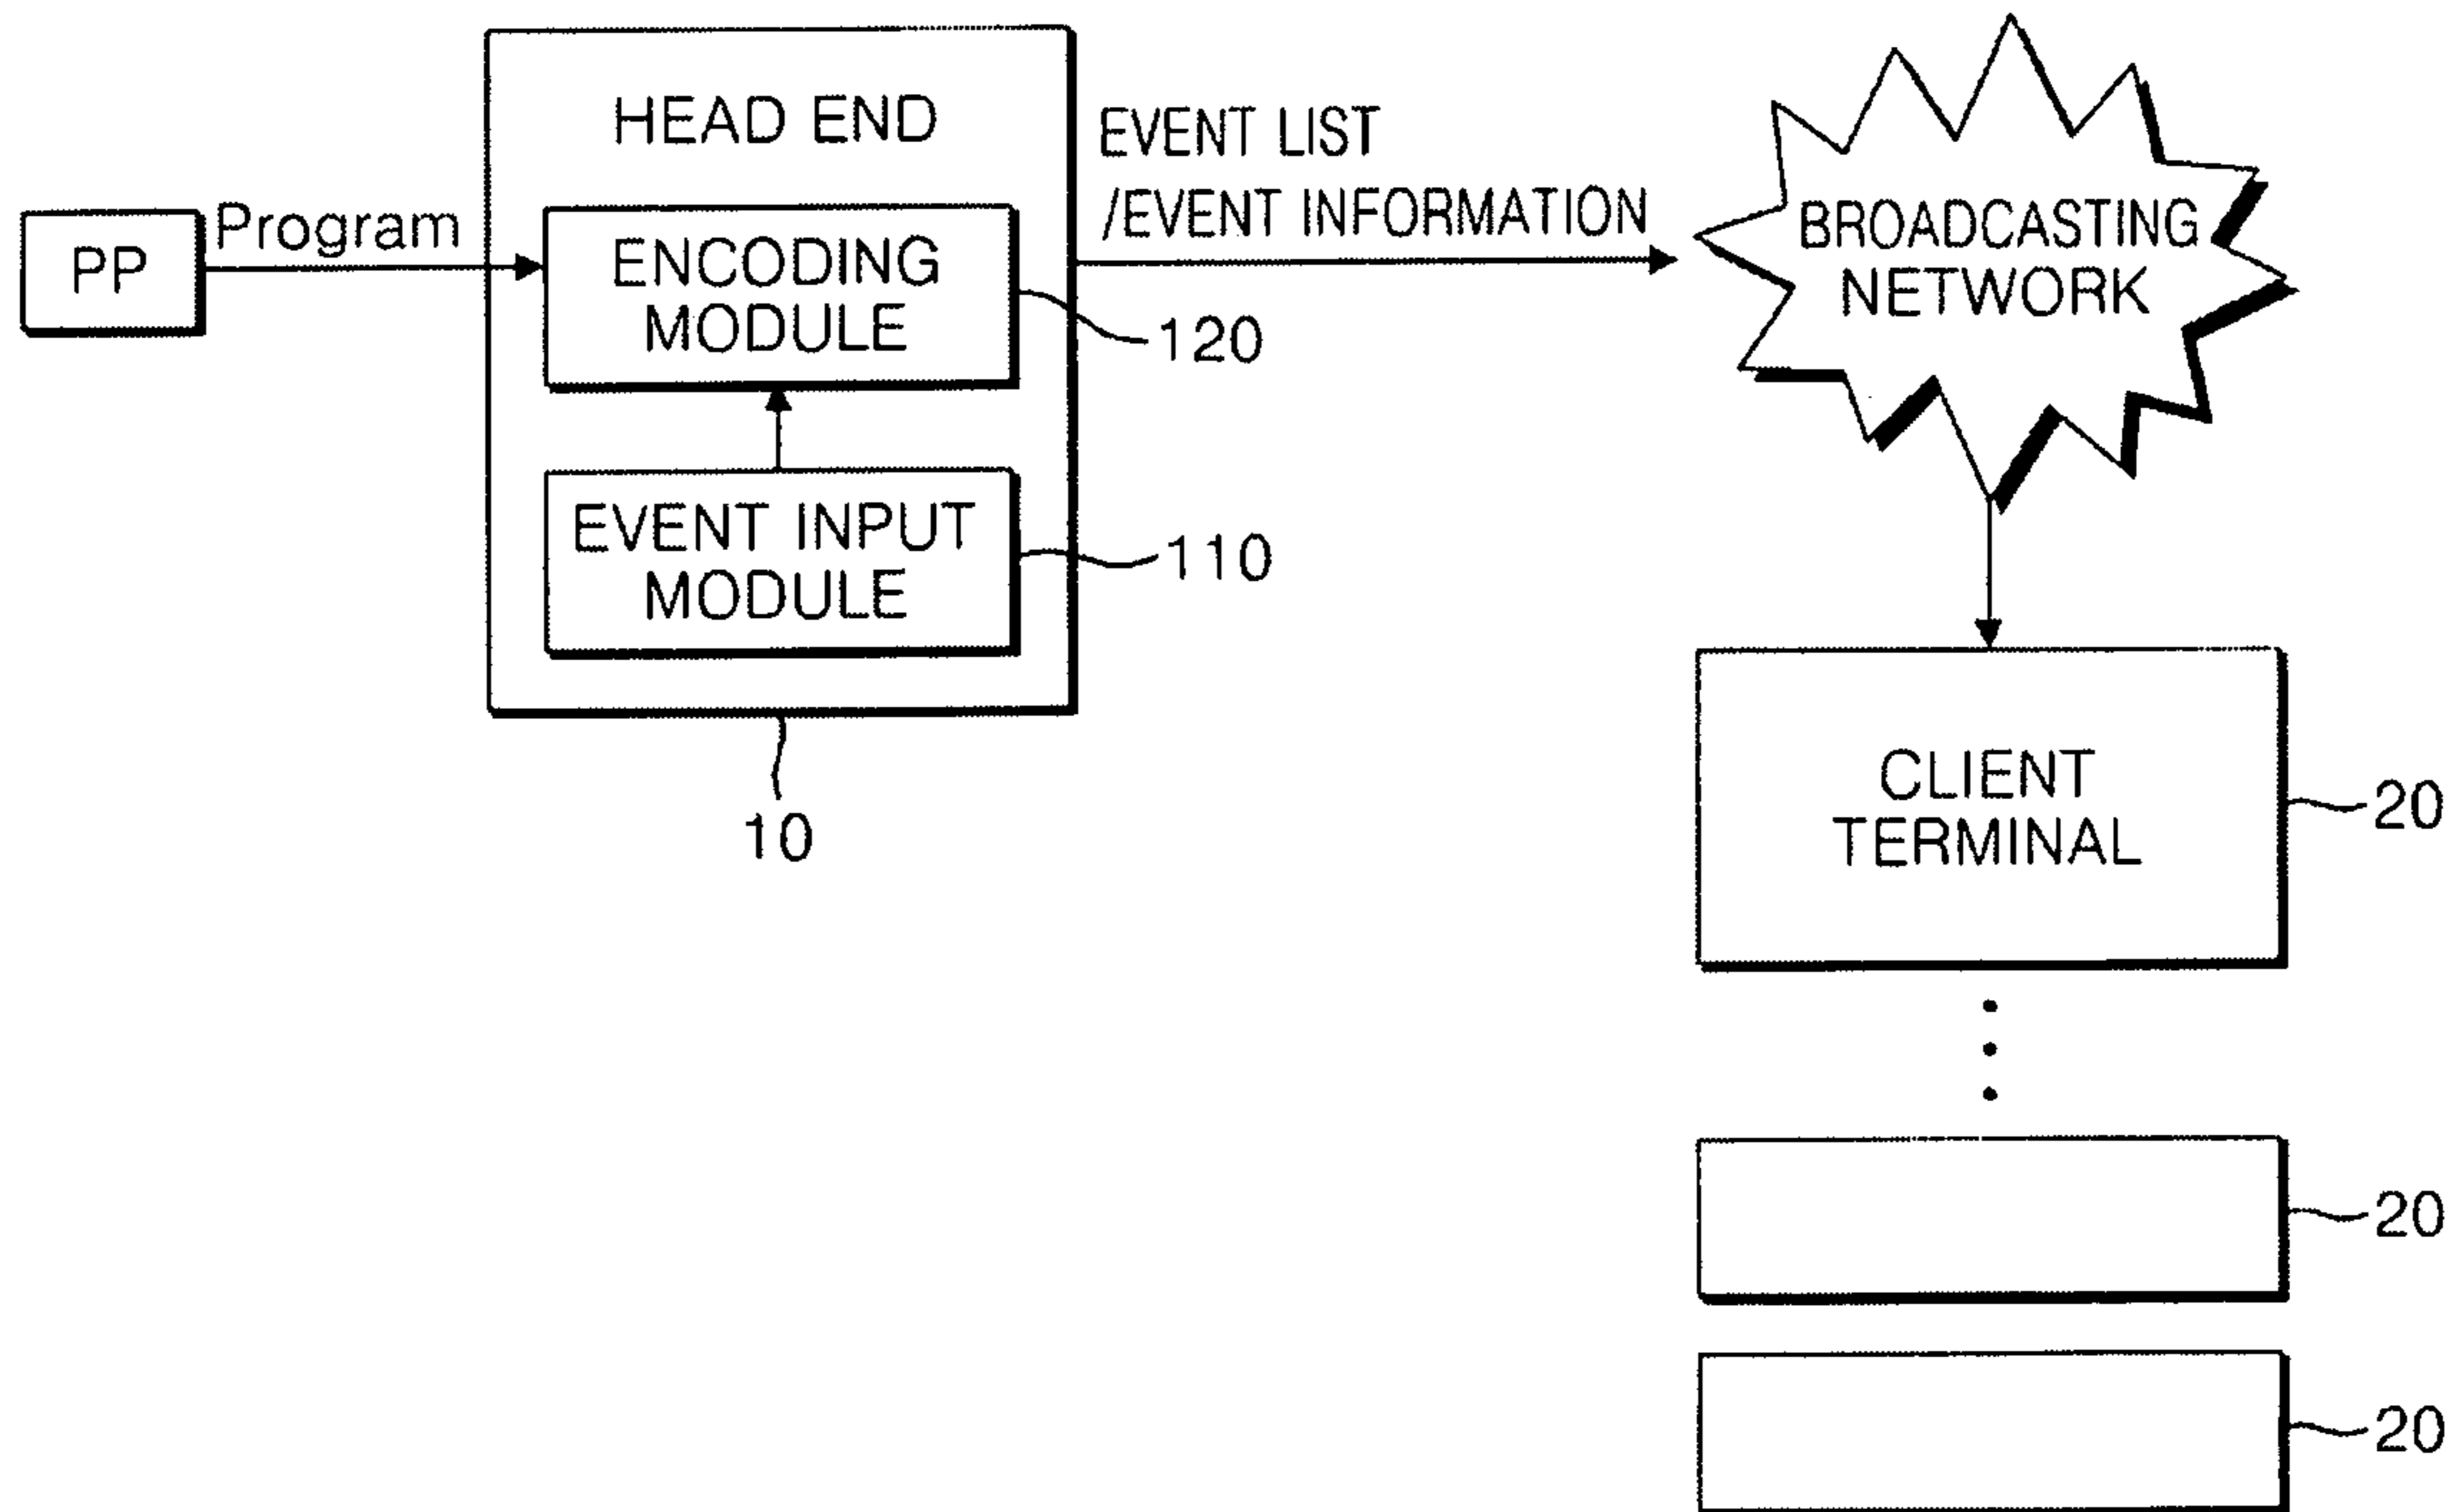 HEAD END
EVENT LIST
/EVENT INFORMATION
PP
Program
ENCODING
MODULE
120
EVENT INPUT
MODULE
110
10
BROADCASTING
NETWORK
CLIENT
TERMINAL
20
20
20